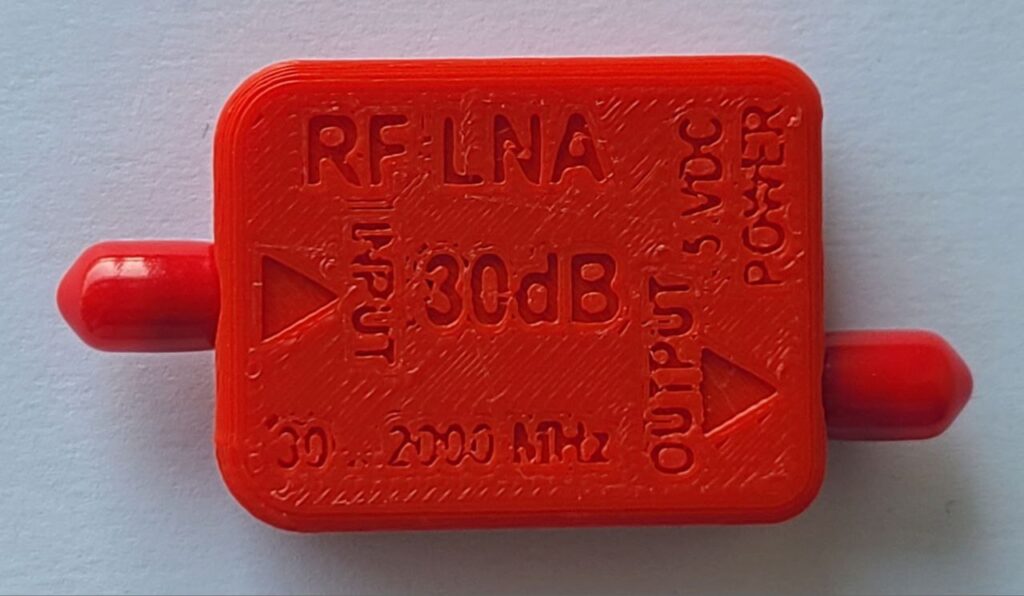 RF LNA
INPUT
30dB
5 VDC
POWER
OUTPUT
30...2000 MHz